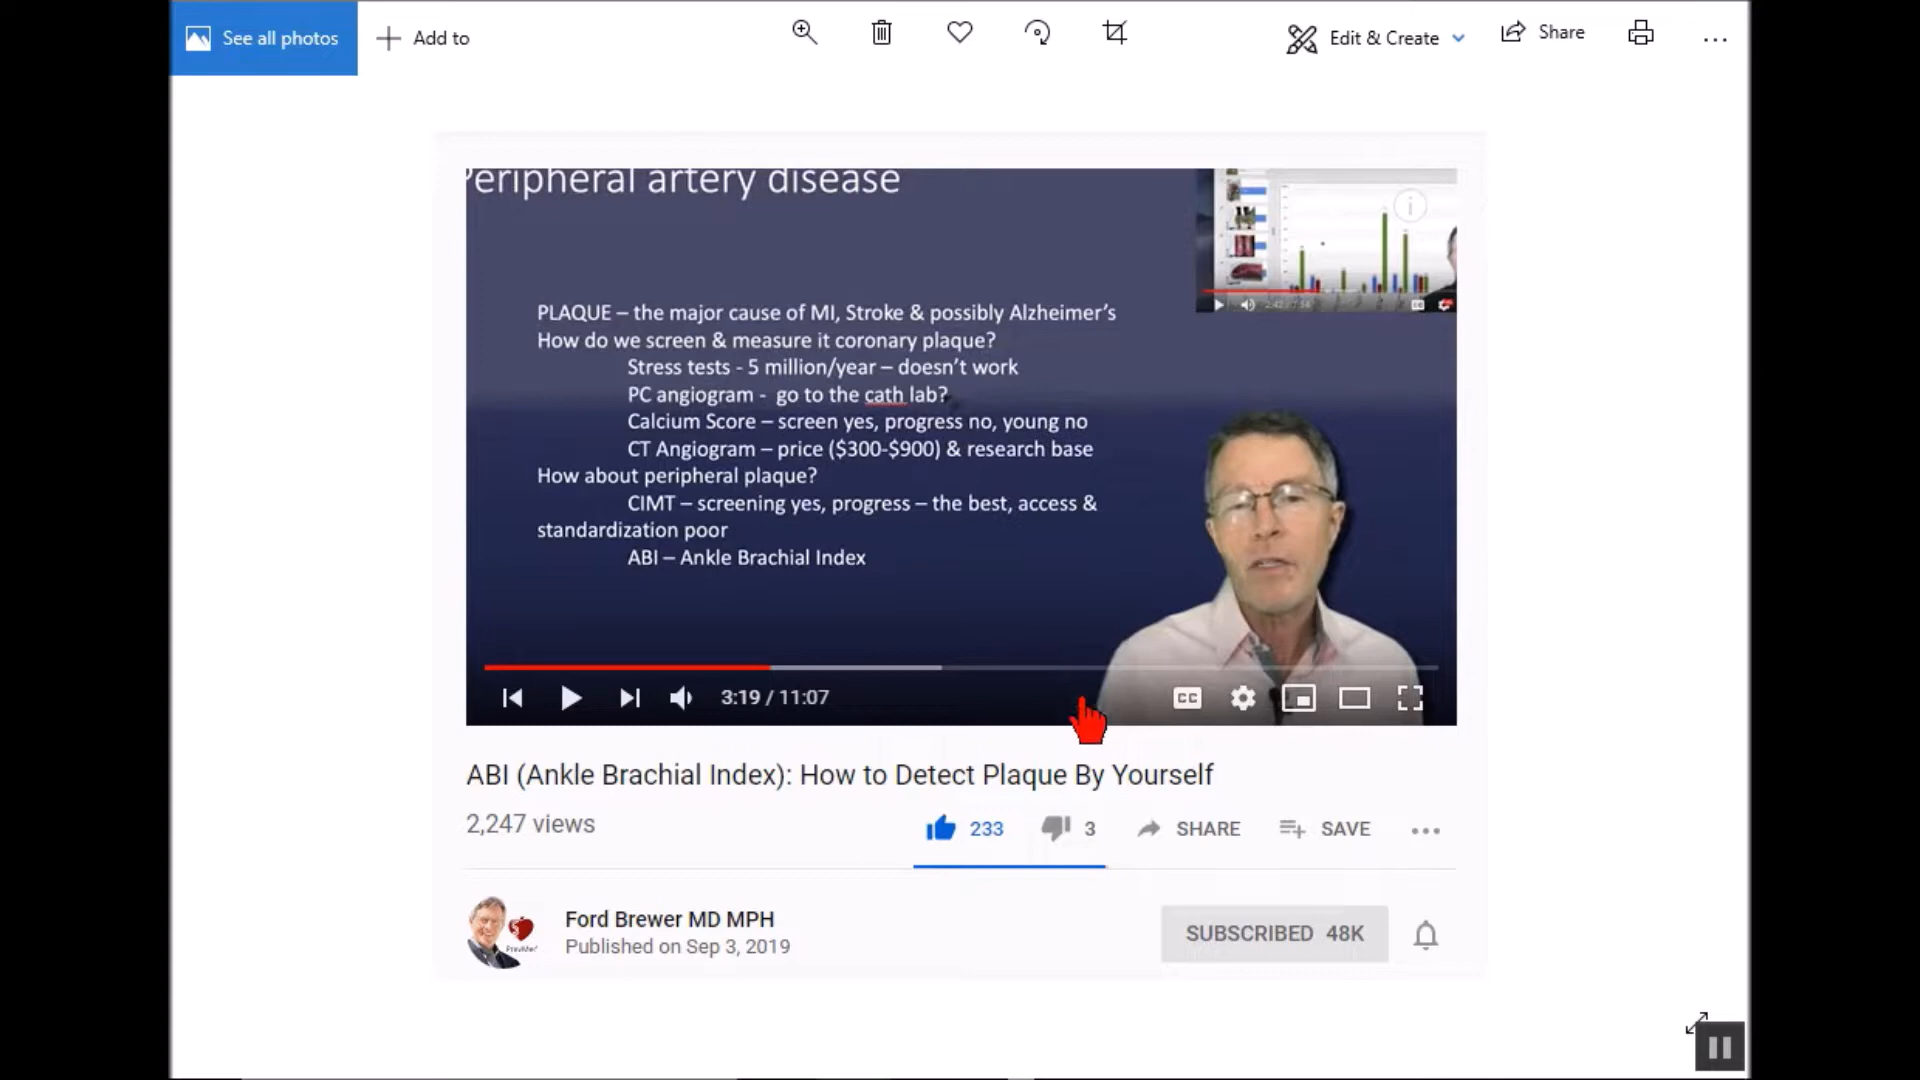 See all photos
Add to
Edit & Create
Share
Peripheral artery disease
PLAQUE – the major cause of MI, Stroke & possibly Alzheimer's
How do we screen & measure it coronary plaque?
Stress tests - 5 million/year – doesn't work
PC angiogram - go to the cath lab?
Calcium Score – screen yes, progress no, young no
CT Angiogram – price ($300-$900) & research base
How about peripheral plaque?
CIMT – screening yes, progress – the best, access &
standardization poor
ABI – Ankle Brachial Index
3:19 / 11:07
CC
ABI (Ankle Brachial Index): How to Detect Plaque By Yourself
2,247 views
233
3
SHARE
SAVE
Ford Brewer MD MPH
Published on Sep 3, 2019
SUBSCRIBED 48K